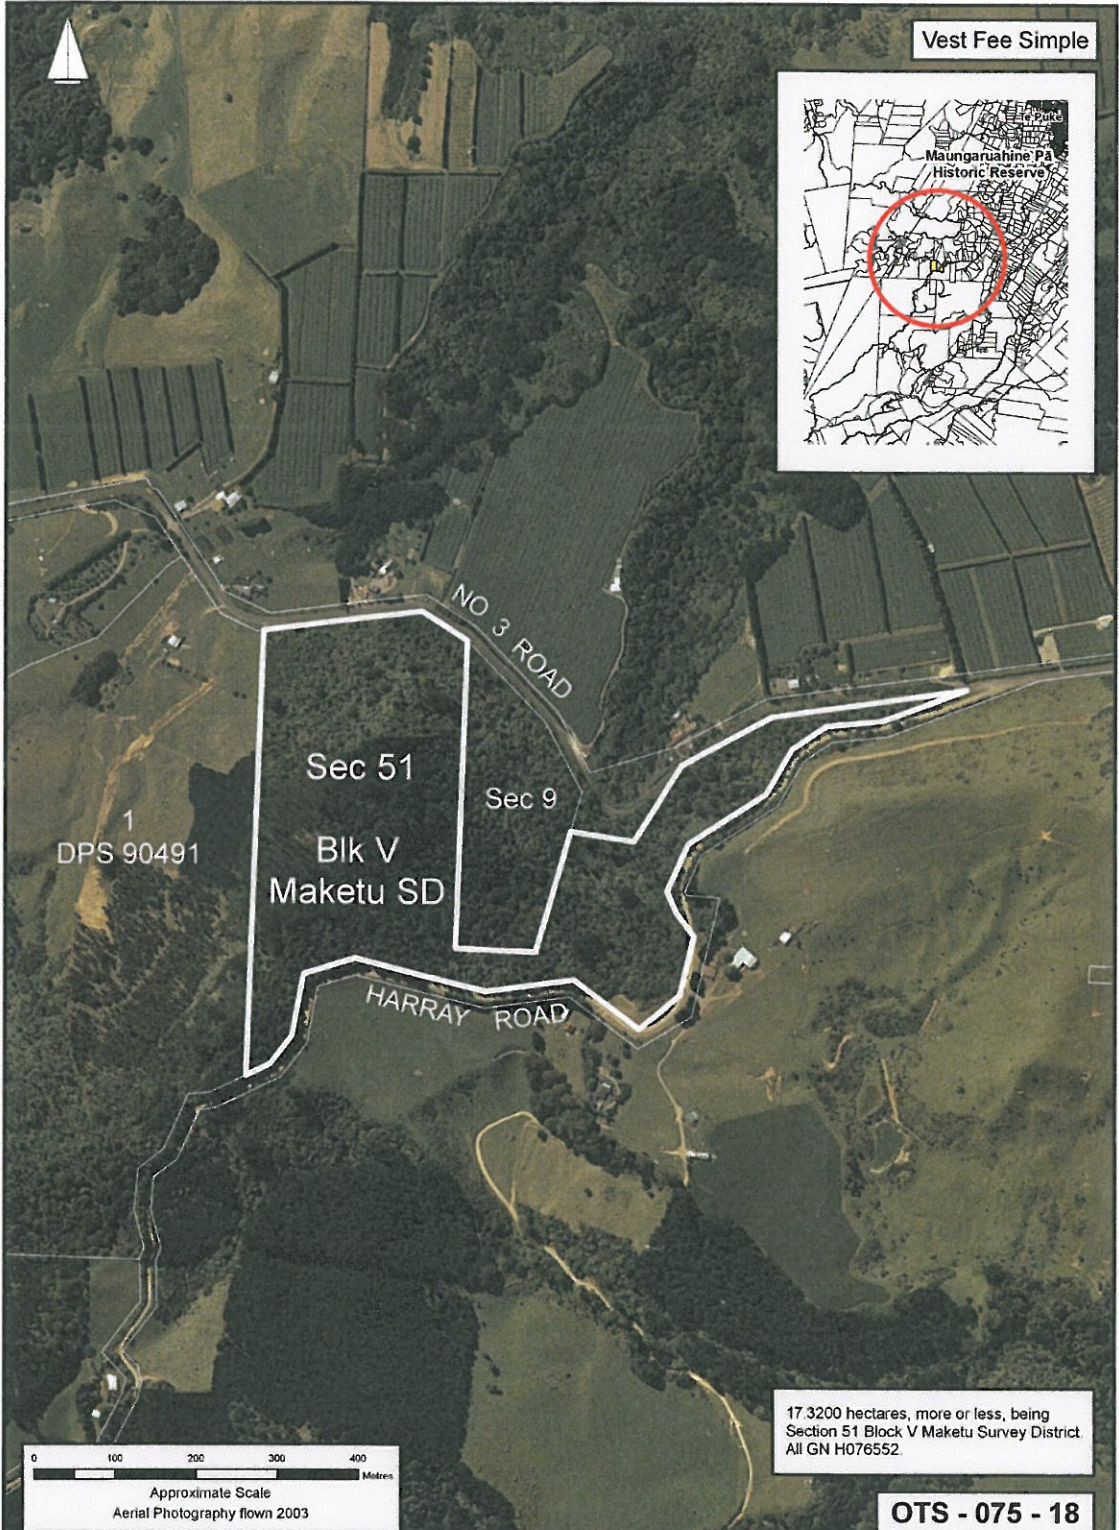 Vest Fee Simple
Te Puke
Maungaruahine Pā
Historic Reserve
NO 3 ROAD
Sec 51
Sec 9
1
DPS 90491
Blk V
Maketu SD
HARRAY ROAD
17.3200 hectares, more or less, being
Section 51 Block V Maketu Survey District.
All GN H076552.
0 100 200 300 400
Metres
Approximate Scale
Aerial Photography flown 2003
OTS - 075 - 18